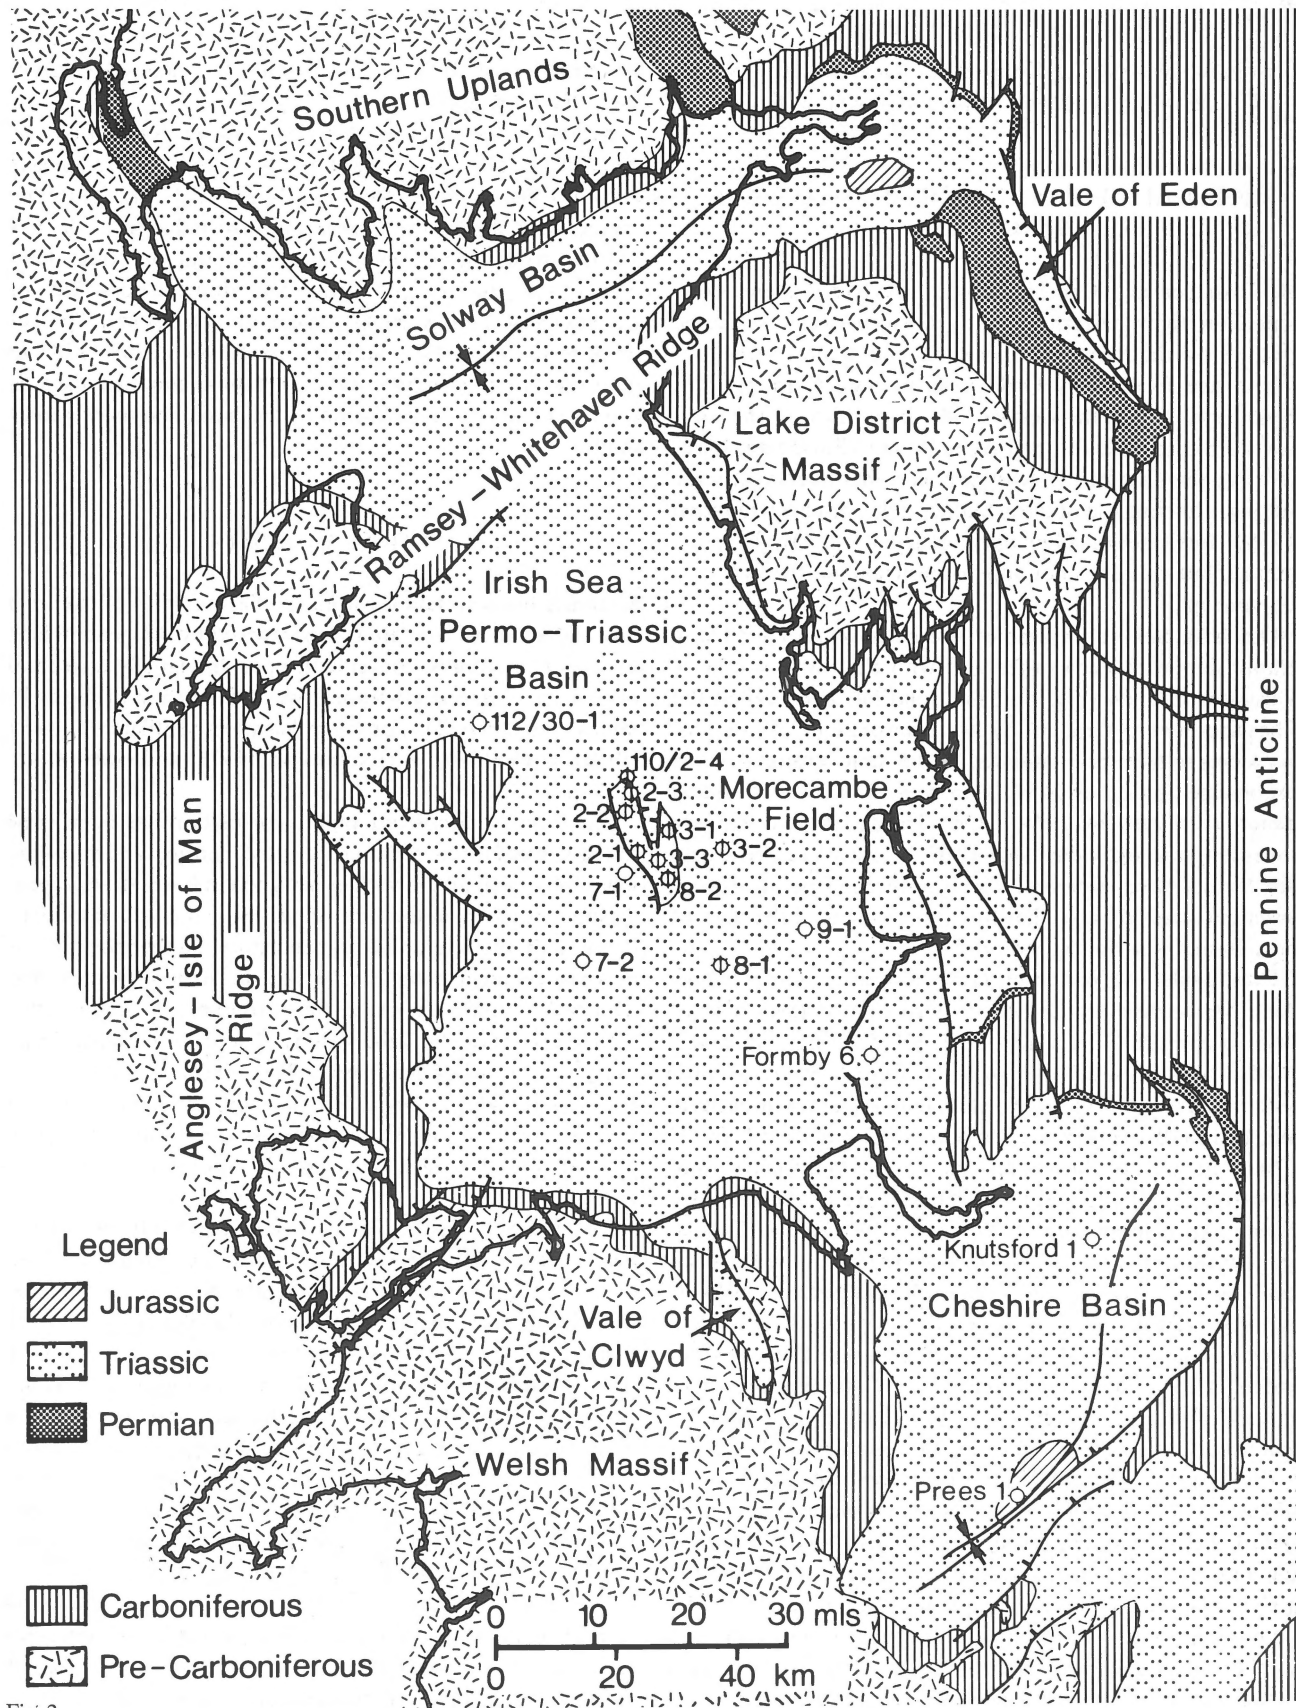 Southern Uplands
Vale of Eden
Solway Basin
Ramsey-Whitehaven Ridge
Lake District
Massif
Irish Sea
Permo-Triassic
Basin
112/30-1
110/2-4
2-3
2-2
Morecambe
Field
3-1
2-1
3-3
3-2
7-1
8-2
9-1
7-2
8-1
Anglesey-Isle of Man
Ridge
Pennine Anticline
Formby 6
Knutsford 1
Cheshire Basin
Vale of
Clwyd
Welsh Massif
Prees 1
Legend
Jurassic
Triassic
Permian
Carboniferous
Pre-Carboniferous
0 10 20 30 mls
0 20 40 km